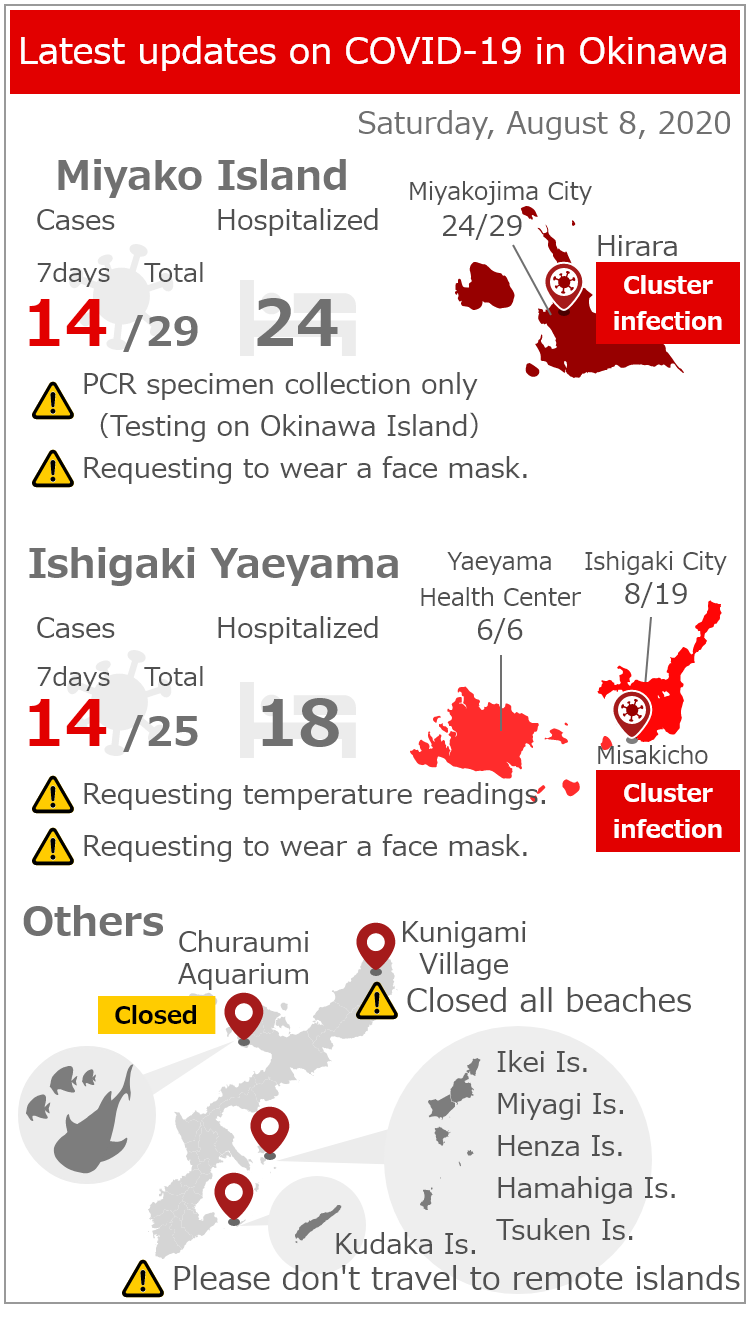 Latest updates on COVID-19 in Okinawa
Saturday, August 8, 2020
Miyako Island
Cases
Hospitalized
7days
Total
14 /29
24
Miyakojima City
24/29
Hirara
Cluster
infection
PCR specimen collection only
（Testing on Okinawa Island）
Requesting to wear a face mask.
Ishigaki Yaeyama
Cases
Hospitalized
7days
Total
14 /25
18
Yaeyama
Health Center
6/6
Ishigaki City
8/19
Misakicho
Cluster
infection
Requesting temperature readings.
Requesting to wear a face mask.
Others
Churaumi
Aquarium
Closed
Kunigami
Village
Closed all beaches
Ikei Is.
Miyagi Is.
Henza Is.
Hamahiga Is.
Tsuken Is.
Kudaka Is.
Please don't travel to remote islands